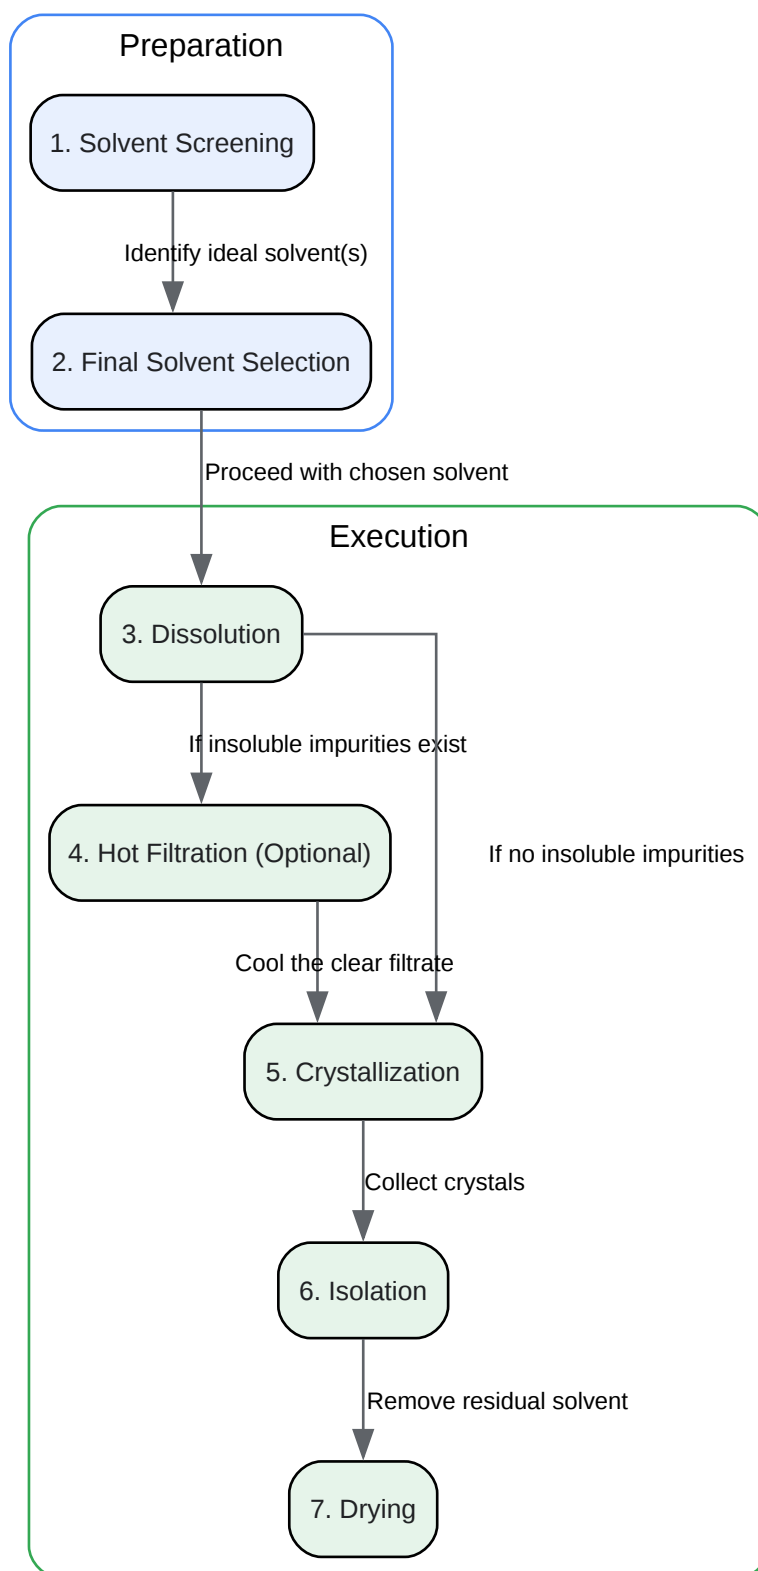 Preparation
1. Solvent Screening
Identify ideal solvent(s)
2. Final Solvent Selection
Proceed with chosen solvent
Execution
3. Dissolution
If insoluble impurities exist
4. Hot Filtration (Optional)
If no insoluble impurities
Cool the clear filtrate
5. Crystallization
Collect crystals
6. Isolation
Remove residual solvent
7. Drying